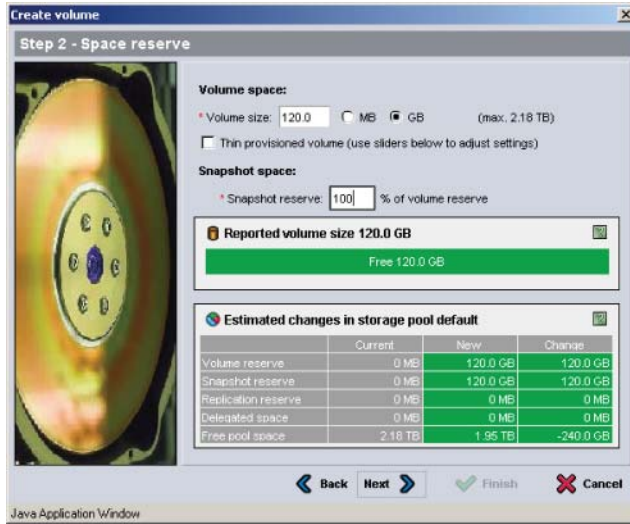 Create volume
Step 2 - Space reserve
Volume space:
* Volume size: 120.0 MB GB (max. 2.18 TB)
Thin provisioned volume (use sliders below to adjust settings)
Snapshot space:
* Snapshot reserve: 100 % of volume reserve
Reported volume size 120.0 GB
Free 120.0 GB
Estimated changes in storage pool default
Current New Change
Volume reserve 0 MB 120.0 GB 120.0 GB
Snapshot reserve 0 MB 120.0 GB 120.0 GB
Replication reserve 0 MB 0 MB 0 MB
Delegated space 0 MB 0 MB 0 MB
Free pool space 2.18 TB 1.95 TB -240.0 GB
Back Next Finish Cancel
Java Application Window